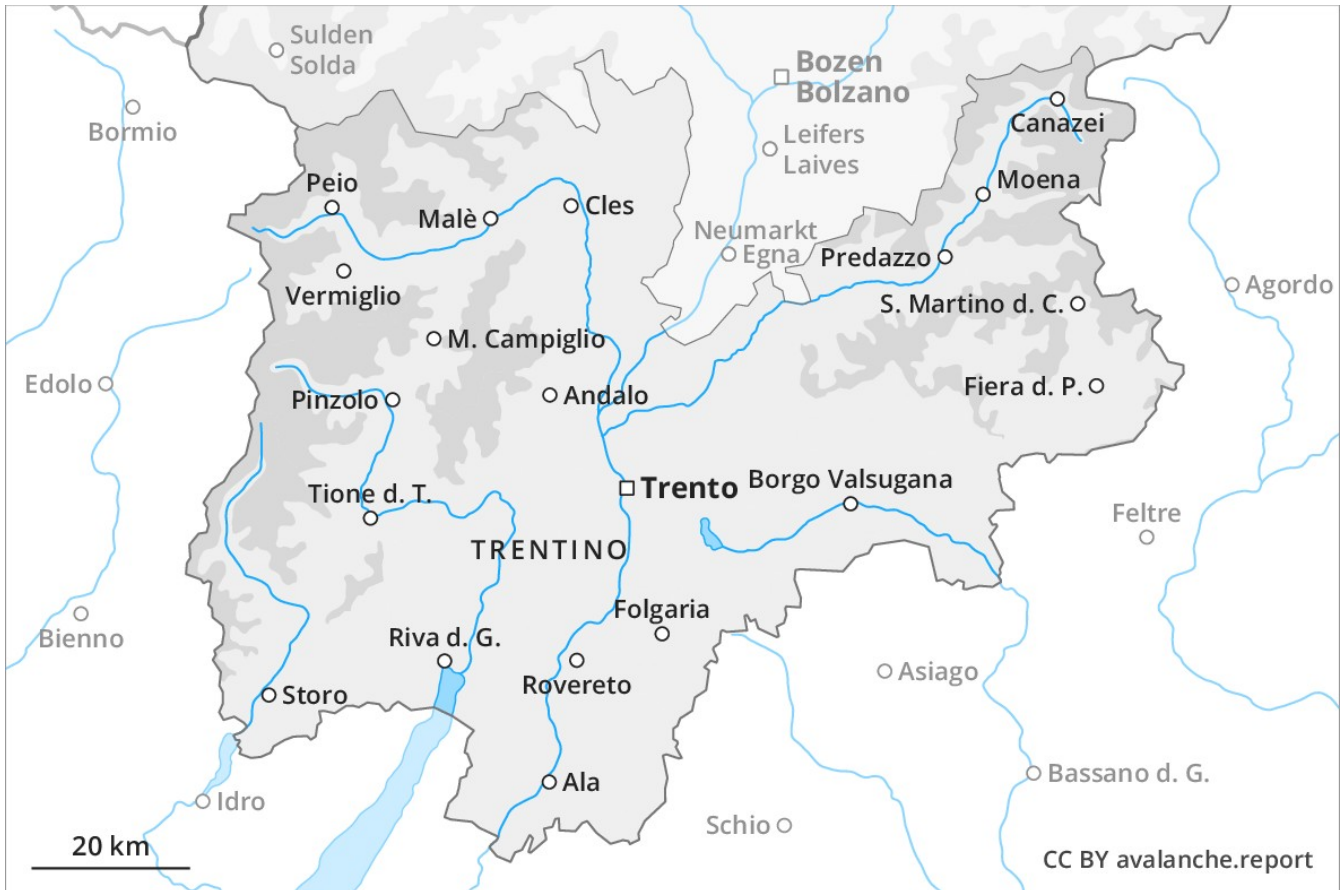 Sulden
Solda
Bozen
Bolzano
Bormio
Canazei
Leifers
Laives
Peio
Moena
Malè
Cles
Neumarkt
Egna
Predazzo
Vermiglio
S. Martino d. C.
Agordo
M. Campiglio
Edolo
Pinzolo
Andalo
Fiera d. P.
Tione d. T.
Trento
Borgo Valsugana
Feltre
TRENTINO
Folgaria
Bienno
Riva d. G.
Asiago
Storo
Rovereto
Idro
Ala
Bassano d. G.
Schio
20 km
CC BY avalanche.report